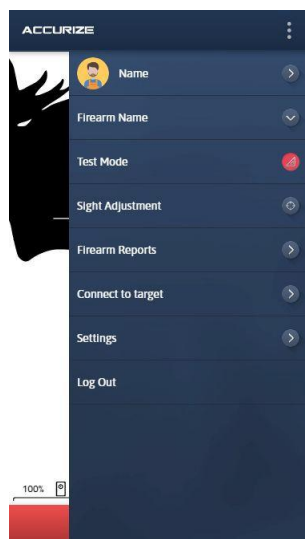 ACCURIZE
Name
Firearm Name
Test Mode
Sight Adjustment
Firearm Reports
Connect to target
Settings
Log Out
100%